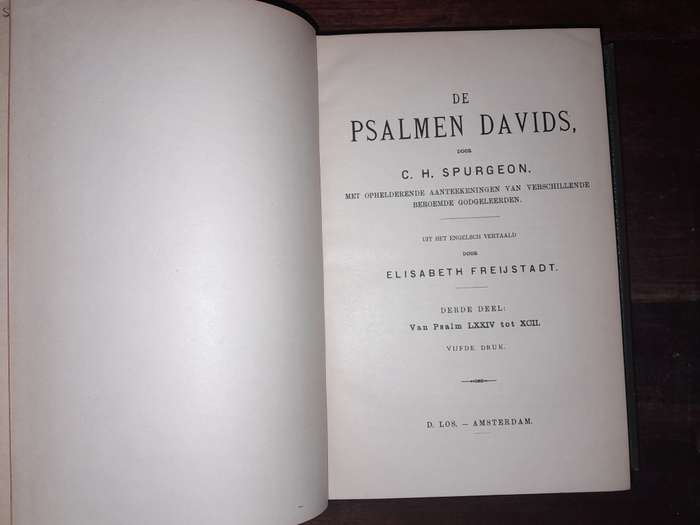 DE
PSALMEN DAVIDS,
DOOR
C. H. SPURGEON.
MET OPHELDERENDE AANTEEKENINGEN VAN VERSCHILLENDE
BEROEMDE GODGELEERDEN.
UIT HET ENGELSCH VERTAALD
DOOR
ELISABETH FREIJSTADT.
DERDE DEEL:
Van Psalm LXXIV tot XCII.
VIJFDE DRUK.
D. LOS. — AMSTERDAM.